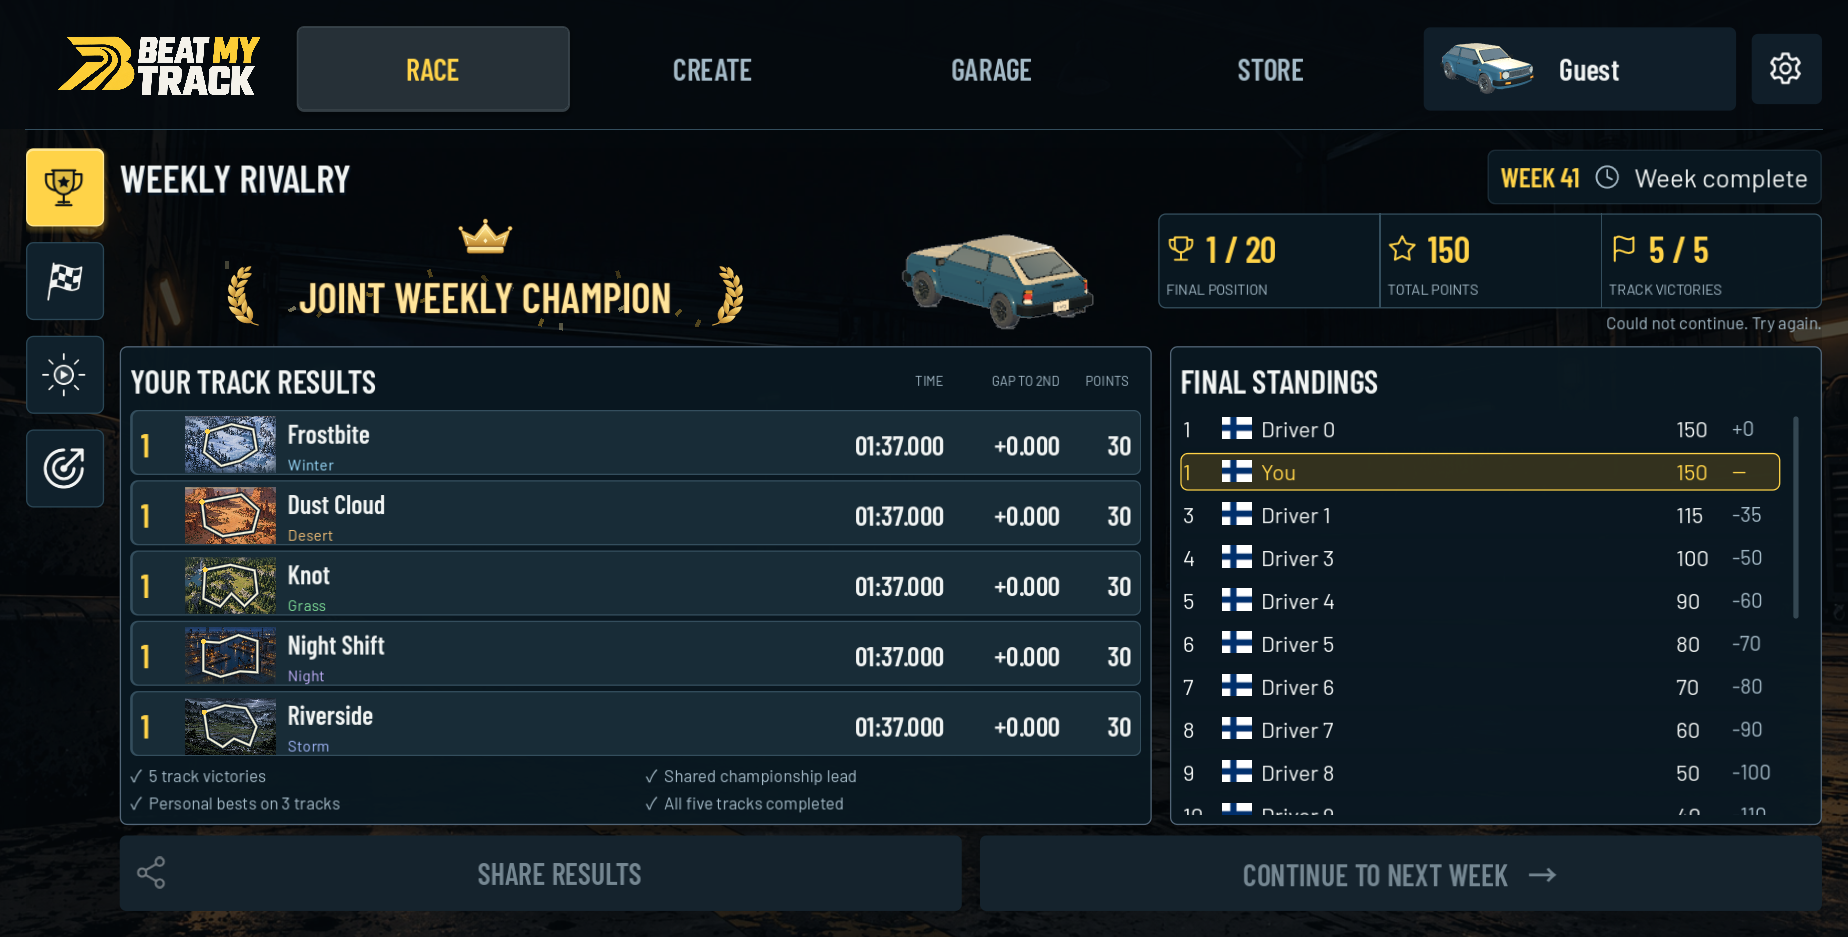 BEAT MY
TRACK
RACE
CREATE
GARAGE
STORE
Guest
WEEKLY RIVALRY
WEEK 41 Week complete
JOINT WEEKLY CHAMPION
1 / 20
FINAL POSITION
150
TOTAL POINTS
5 / 5
TRACK VICTORIES
Could not continue. Try again.
YOUR TRACK RESULTS TIME GAP TO 2ND POINTS
1 Frostbite 01:37.000 +0.000 30
Winter
1 Dust Cloud 01:37.000 +0.000 30
Desert
1 Knot 01:37.000 +0.000 30
Grass
1 Night Shift 01:37.000 +0.000 30
Night
1 Riverside 01:37.000 +0.000 30
Storm
✓ 5 track victories
✓ Shared championship lead
✓ Personal bests on 3 tracks
✓ All five tracks completed
FINAL STANDINGS
1 Driver 0 150 +0
1 You 150 –
3 Driver 1 115 -35
4 Driver 3 100 -50
5 Driver 4 90 -60
6 Driver 5 80 -70
7 Driver 6 70 -80
8 Driver 7 60 -90
9 Driver 8 50 -100
10 Driver 9 40 -110
SHARE RESULTS
CONTINUE TO NEXT WEEK →